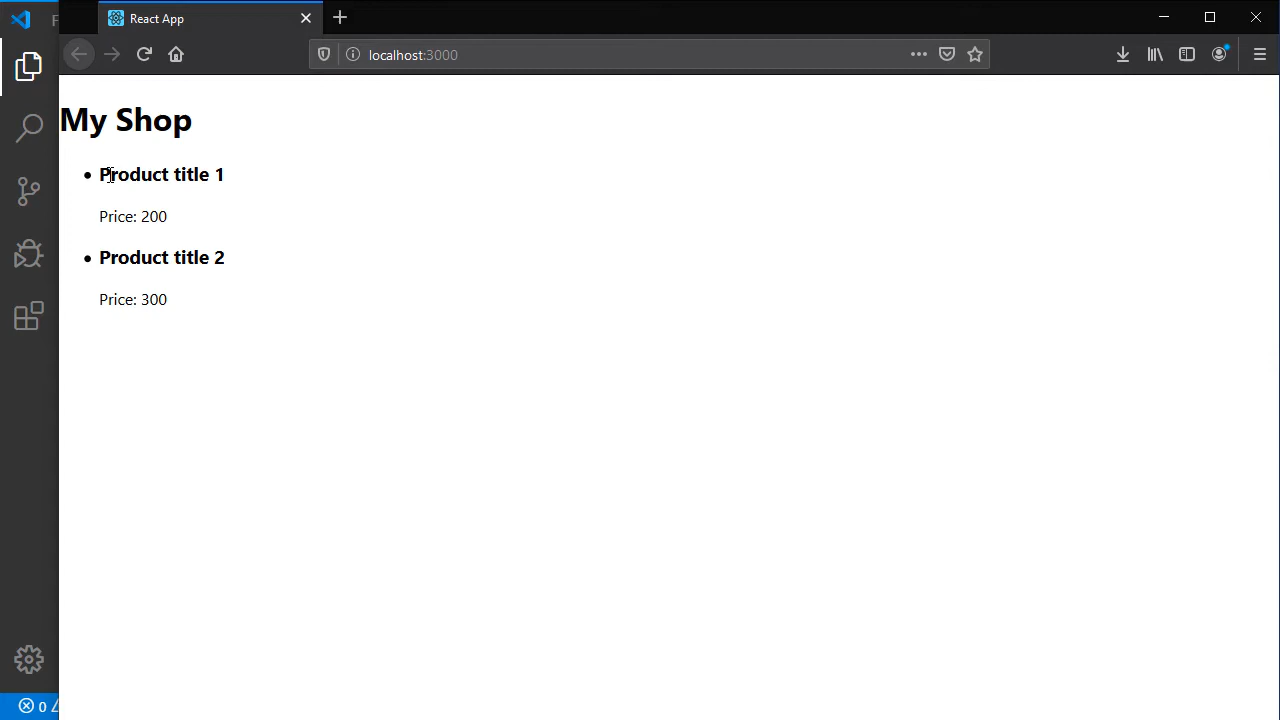 F
React App
localhost:3000
My Shop
Product title 1
Price: 200
Product title 2
Price: 300
0